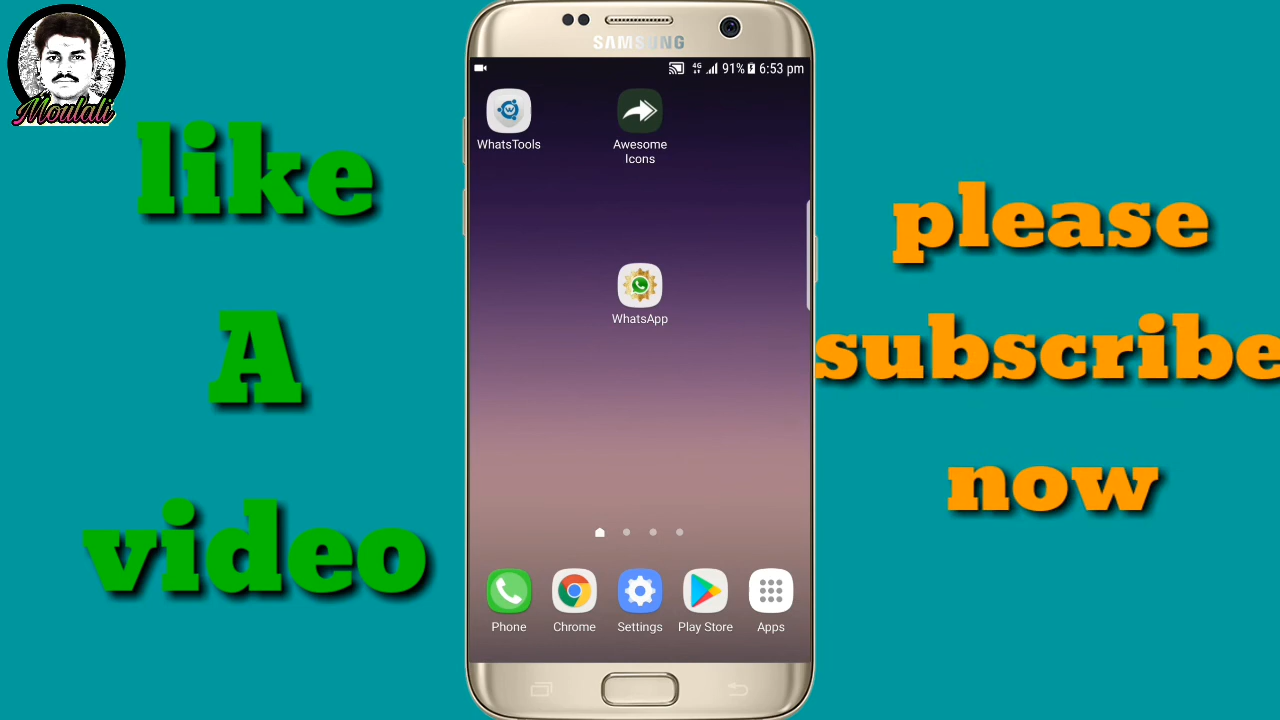 Moulali
like
A
video
SAMSUNG
4G 91% 6:53 pm
WhatsTools
Awesome
Icons
WhatsApp
Phone Chrome Settings Play Store Apps
please
subscribe
now